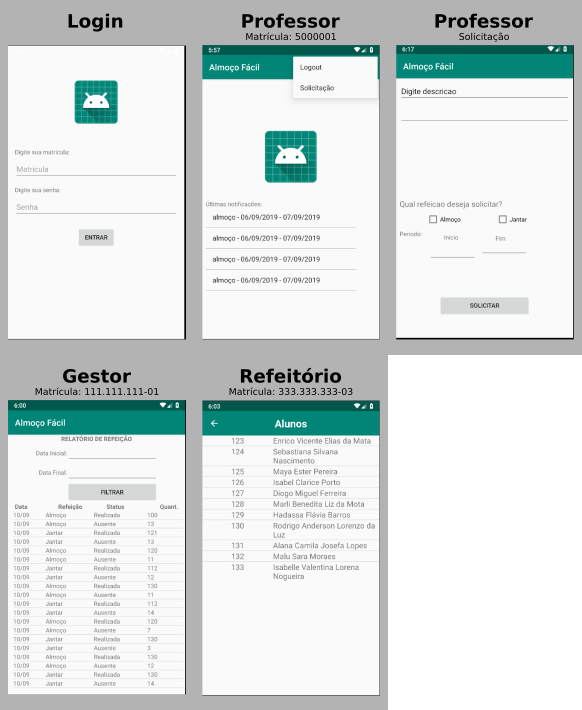 Login
Digite sua matrícula:
Matricula
Digite sua senha:
Senha
ENTRAR
Professor
Matrícula: 5000001
5:57
Almoço Fácil
Logout
Solicitação
Últimas notificacões:
almoço - 06/09/2019 - 07/09/2019
almoço - 06/09/2019 - 07/09/2019
almoço - 06/09/2019 - 07/09/2019
almoço - 06/09/2019 - 07/09/2019
Professor
Solicitação
6:17
Almoço Fácil
Digite descricao
Qual refeicao deseja solicitar?
Almoço Jantar
Periodo: Inicio Fim
SOLICITAR
Gestor
Matrícula: 111.111.111-01
6:00
Almoço Fácil
RELATÓRIO DE REFEIÇÃO
Data Inicial:
Data Final:
FILTRAR
Data Refeição Status Quant.
10/09 Almoço Realizada 100
10/09 Almoço Ausente 13
10/09 Jantar Realizada 121
10/09 Jantar Ausente 13
10/09 Almoço Realizada 120
10/09 Almoço Ausente 11
10/09 Jantar Realizada 112
10/09 Jantar Ausente 12
10/09 Almoço Realizada 130
10/09 Almoço Ausente 11
10/09 Jantar Realizada 112
10/09 Jantar Ausente 14
10/09 Almoço Realizada 120
10/09 Almoço Ausente 7
10/09 Jantar Realizada 130
10/09 Jantar Ausente 3
10/09 Almoço Realizada 130
10/09 Almoço Ausente 12
10/09 Jantar Realizada 130
10/09 Jantar Ausente 14
Refeitório
Matrícula: 333.333.333-03
6:03
Alunos
123 Enrico Vicente Elias da Mata
124 Sebastiana Silvana
Nascimento
125 Maya Ester Pereira
126 Isabel Clarice Porto
127 Diogo Miguel Ferreira
128 Marli Benedita Liz da Mota
129 Hadassa Flávia Barros
130 Rodrigo Anderson Lorenzo da
Luz
131 Alana Camila Josefa Lopes
132 Malu Sara Moraes
133 Isabelle Valentina Lorena
Nogueira